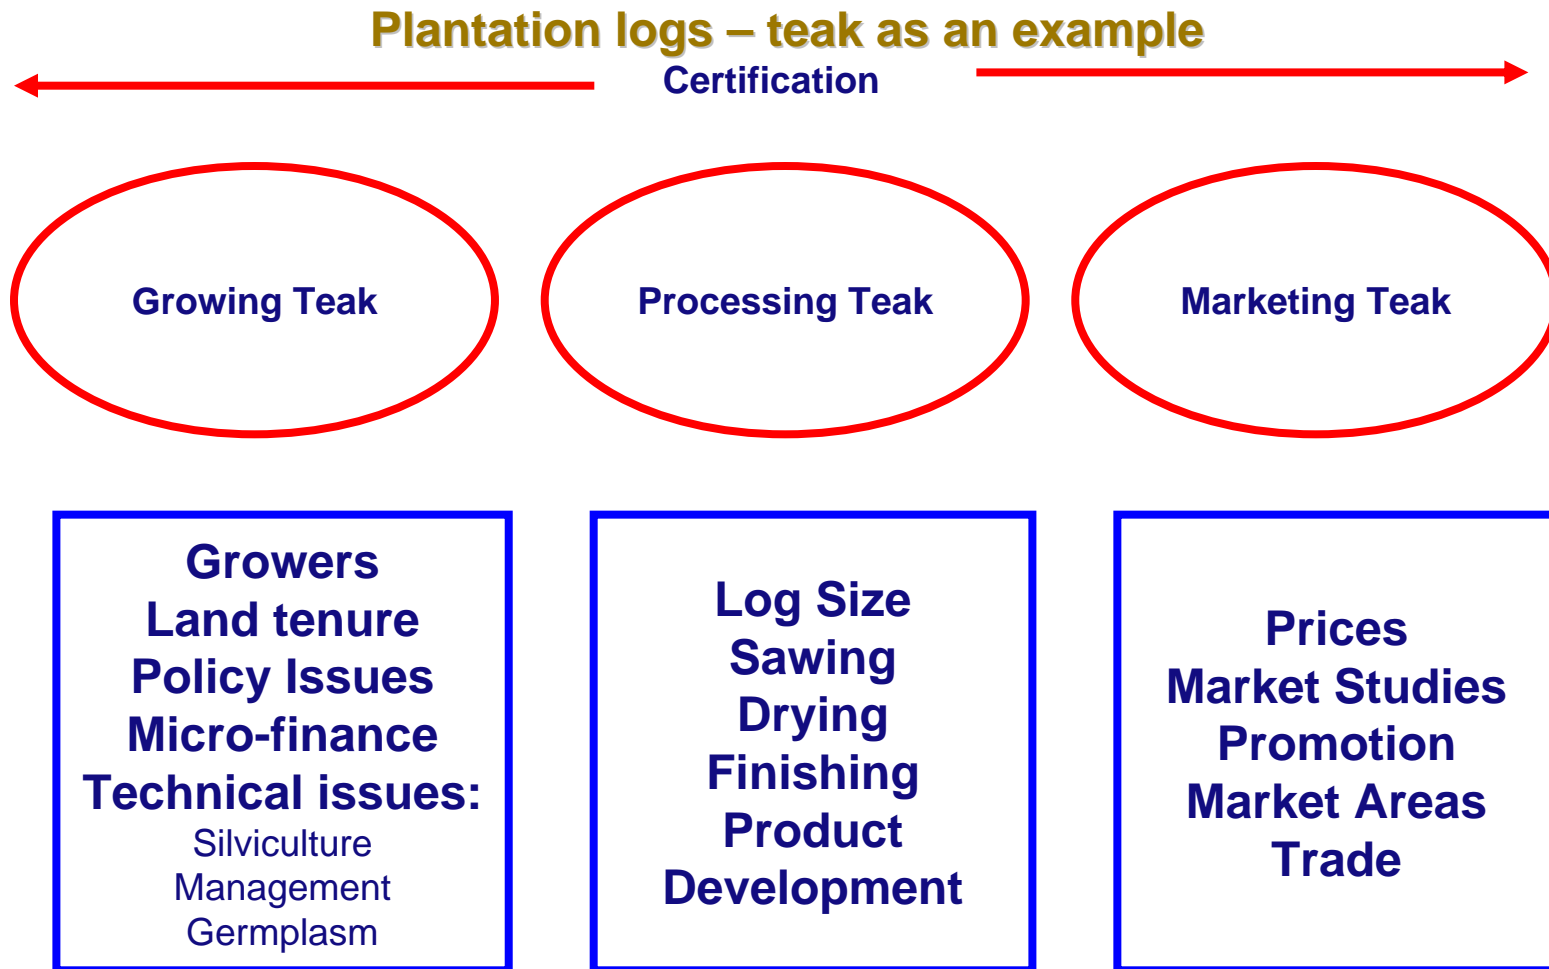 Plantation logs – teak as an example
Certification
Growing Teak
Processing Teak
Marketing Teak
Growers
Land tenure
Policy Issues
Micro-finance
Technical issues:
Silviculture
Management
Germplasm
Log Size
Sawing
Drying
Finishing
Product
Development
Prices
Market Studies
Promotion
Market Areas
Trade